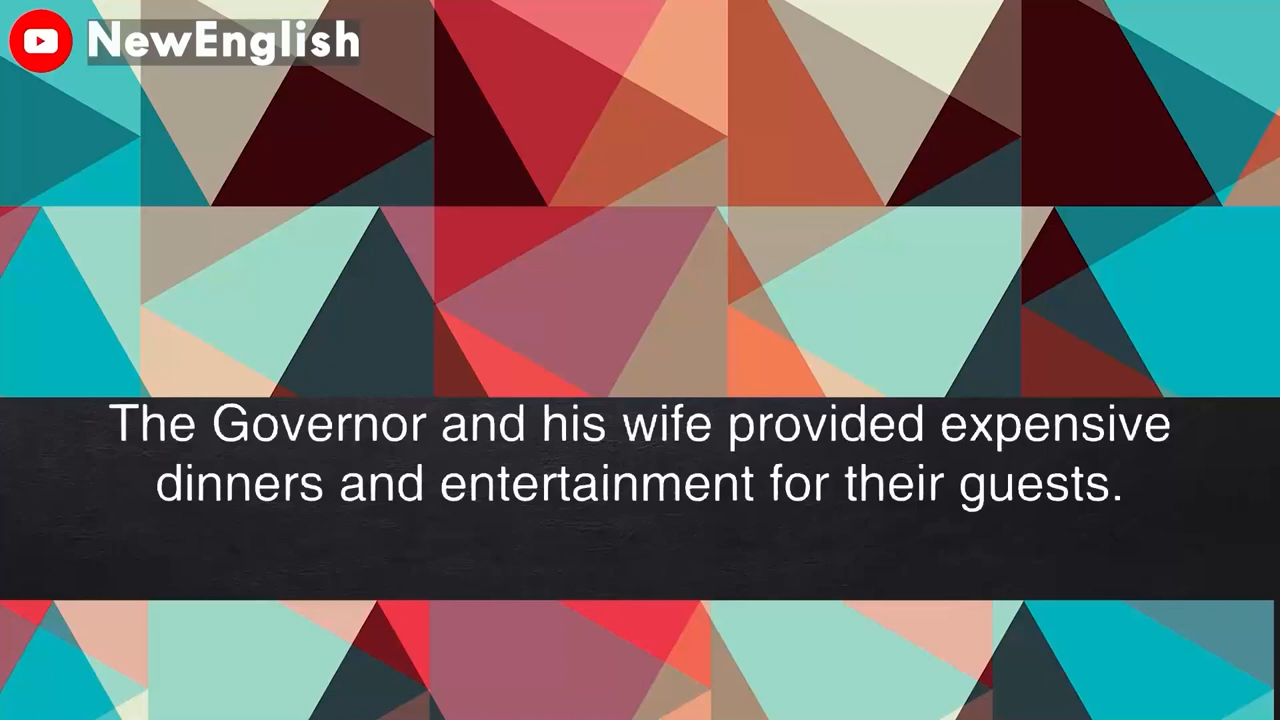 NewEnglish
The Governor and his wife provided expensive
dinners and entertainment for their guests.